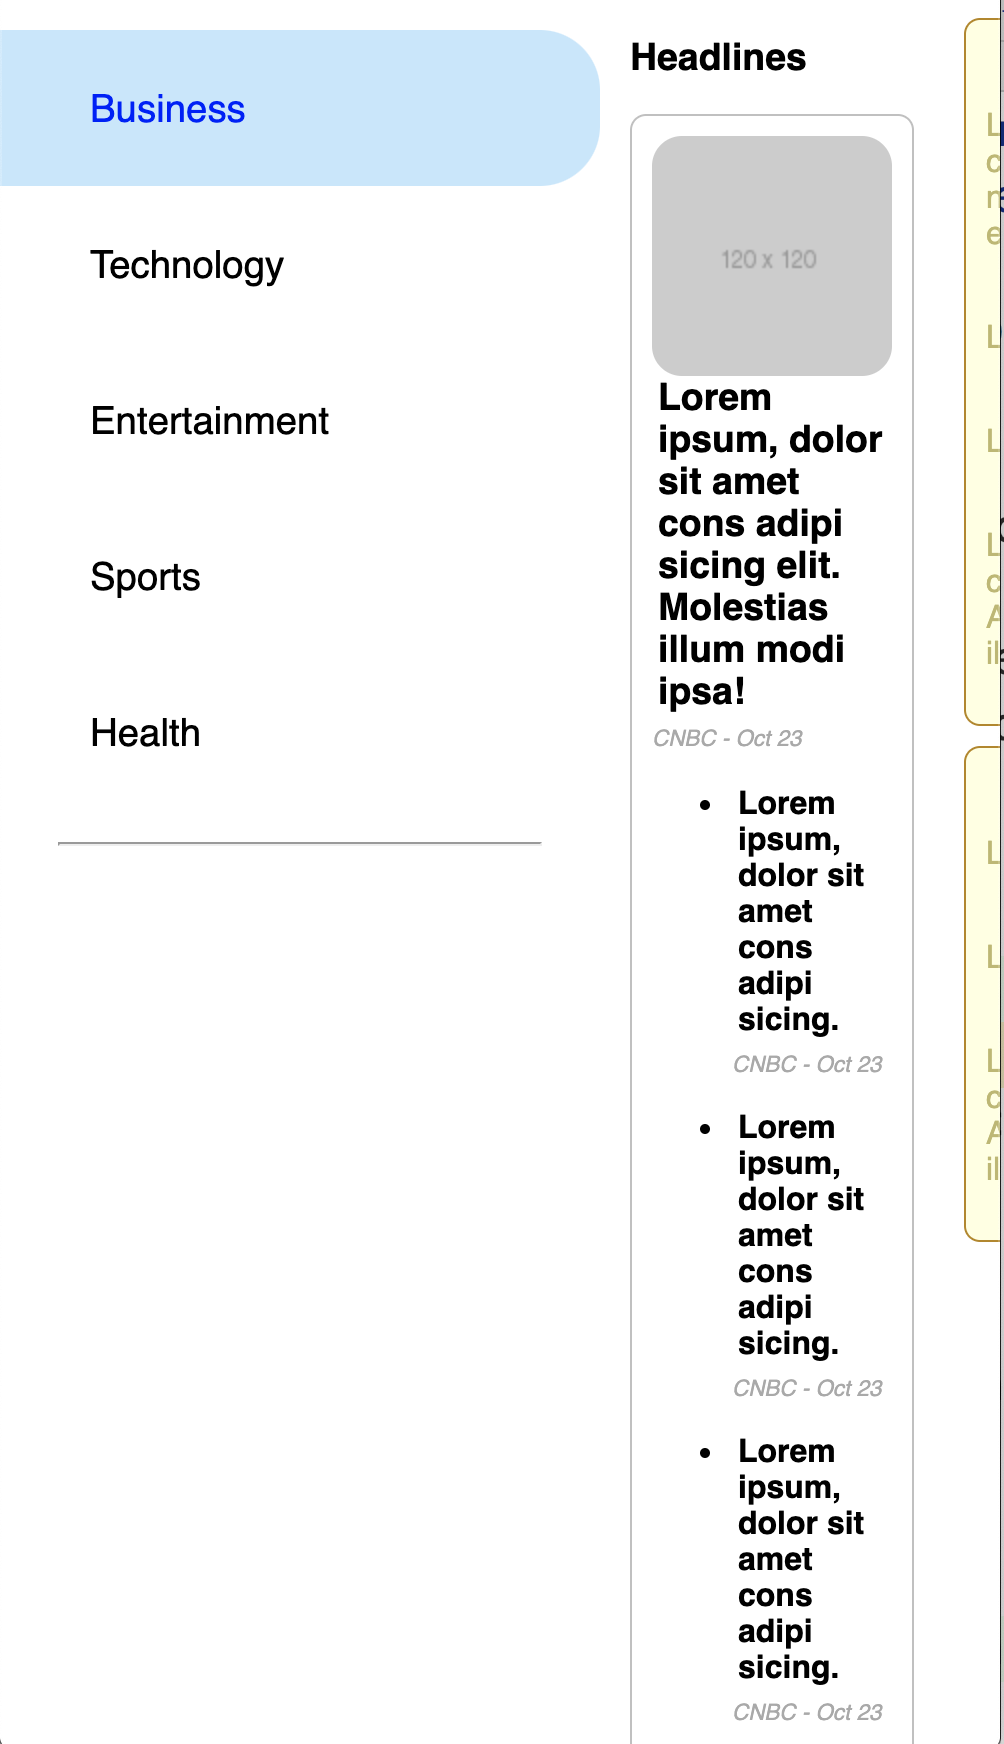 Business
Technology
Entertainment
Sports
Health
Headlines
120 x 120
Lorem
ipsum, dolor
sit amet
cons adipi
sicing elit.
Molestias
illum modi
ipsa!
CNBC - Oct 23
Lorem
ipsum,
dolor sit
amet
cons
adipi
sicing.
CNBC - Oct 23
Lorem
ipsum,
dolor sit
amet
cons
adipi
sicing.
CNBC - Oct 23
Lorem
ipsum,
dolor sit
amet
cons
adipi
sicing.
CNBC - Oct 23